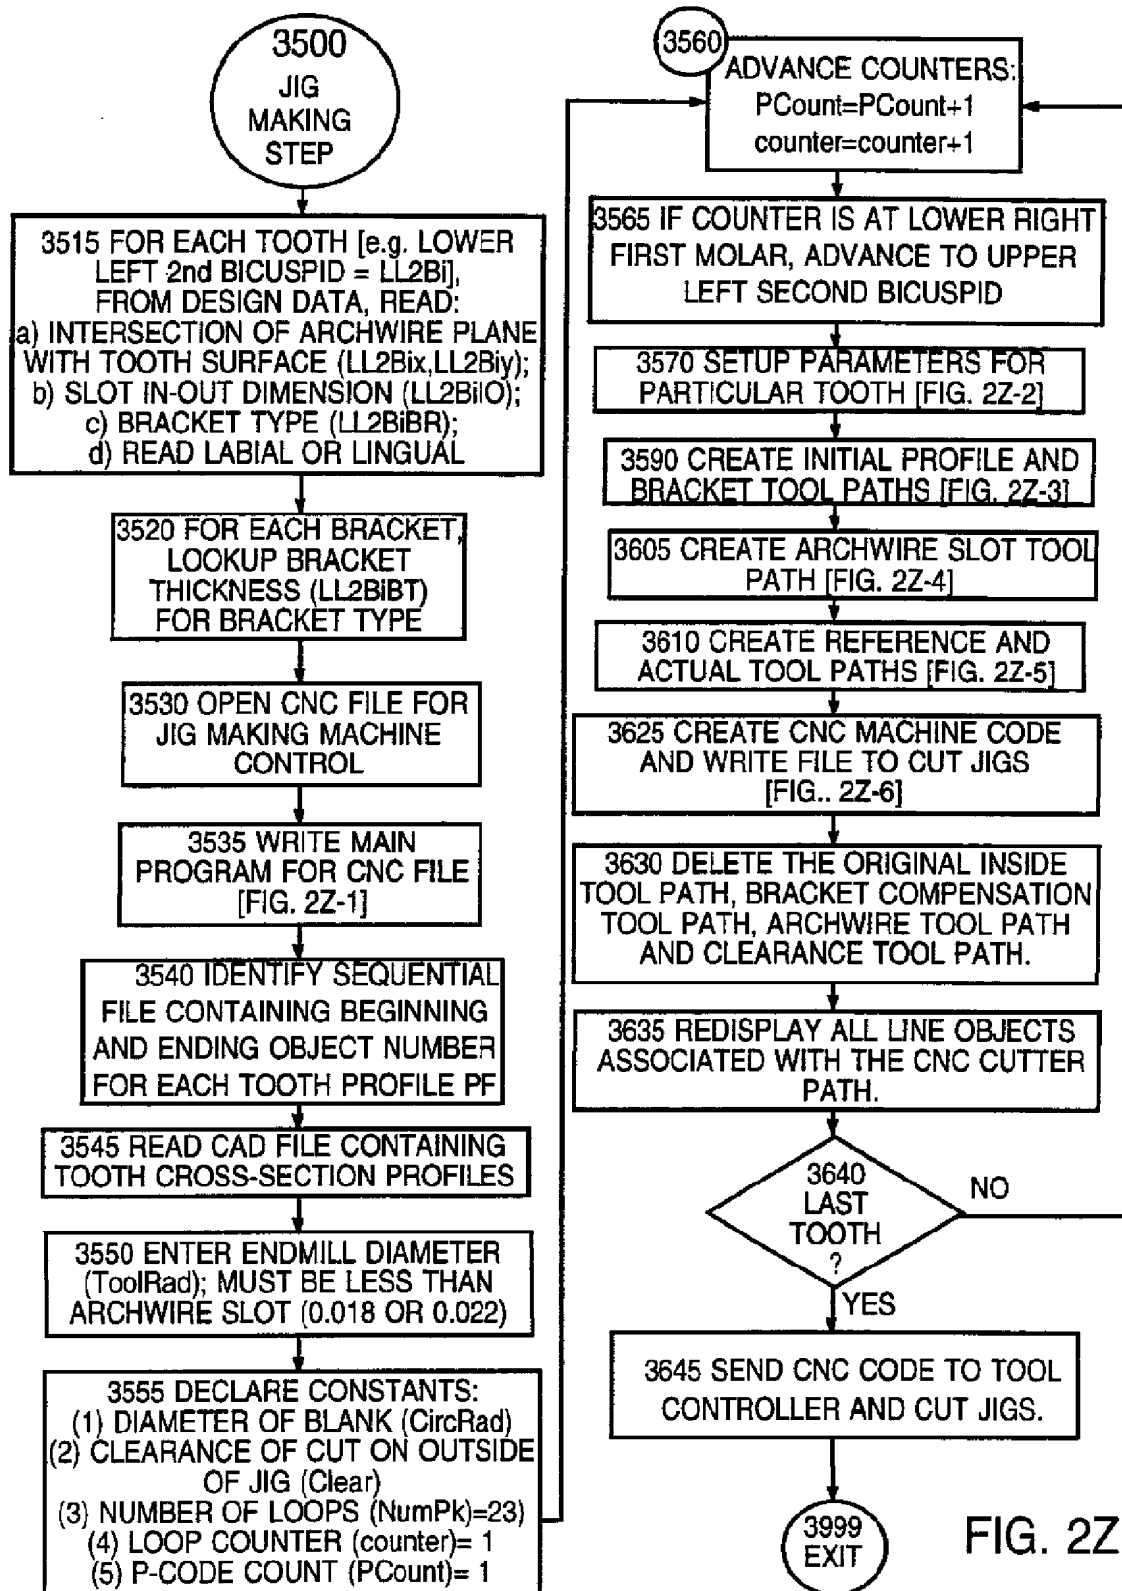 3500
JIG
MAKING
STEP
3515 FOR EACH TOOTH [e.g. LOWER
LEFT 2nd BICUSPID = LL2Bi],
FROM DESIGN DATA, READ:
a) INTERSECTION OF ARCHWIRE PLANE
WITH TOOTH SURFACE (LL2Bix,LL2Biy);
b) SLOT IN-OUT DIMENSION (LL2BiIO);
c) BRACKET TYPE (LL2BiBR);
d) READ LABIAL OR LINGUAL
3520 FOR EACH BRACKET,
LOOKUP BRACKET
THICKNESS (LL2BiBT)
FOR BRACKET TYPE
3530 OPEN CNC FILE FOR
JIG MAKING MACHINE
CONTROL
3535 WRITE MAIN
PROGRAM FOR CNC FILE
[FIG. 2Z-1]
3540 IDENTIFY SEQUENTIAL
FILE CONTAINING BEGINNING
AND ENDING OBJECT NUMBER
FOR EACH TOOTH PROFILE PF
3545 READ CAD FILE CONTAINING
TOOTH CROSS-SECTION PROFILES
3550 ENTER ENDMILL DIAMETER
(ToolRad); MUST BE LESS THAN
ARCHWIRE SLOT (0.018 OR 0.022)
3555 DECLARE CONSTANTS:
(1) DIAMETER OF BLANK (CircRad)
(2) CLEARANCE OF CUT ON OUTSIDE
OF JIG (Clear)
(3) NUMBER OF LOOPS (NumPk)=23)
(4) LOOP COUNTER (counter)= 1
(5) P-CODE COUNT (PCount)= 1
3560
ADVANCE COUNTERS:
PCount=PCount+1
counter=counter+1
3565 IF COUNTER IS AT LOWER RIGHT
FIRST MOLAR, ADVANCE TO UPPER
LEFT SECOND BICUSPID
3570 SETUP PARAMETERS FOR
PARTICULAR TOOTH [FIG. 2Z-2]
3590 CREATE INITIAL PROFILE AND
BRACKET TOOL PATHS [FIG. 2Z-3]
3605 CREATE ARCHWIRE SLOT TOOL
PATH [FIG. 2Z-4]
3610 CREATE REFERENCE AND
ACTUAL TOOL PATHS [FIG. 2Z-5]
3625 CREATE CNC MACHINE CODE
AND WRITE FILE TO CUT JIGS
[FIG.. 2Z-6]
3630 DELETE THE ORIGINAL INSIDE
TOOL PATH, BRACKET COMPENSATION
TOOL PATH, ARCHWIRE TOOL PATH
AND CLEARANCE TOOL PATH.
3635 REDISPLAY ALL LINE OBJECTS
ASSOCIATED WITH THE CNC CUTTER
PATH.
3640
LAST
TOOTH
?
NO
YES
3645 SEND CNC CODE TO TOOL
CONTROLLER AND CUT JIGS.
3999
EXIT
FIG. 2Z